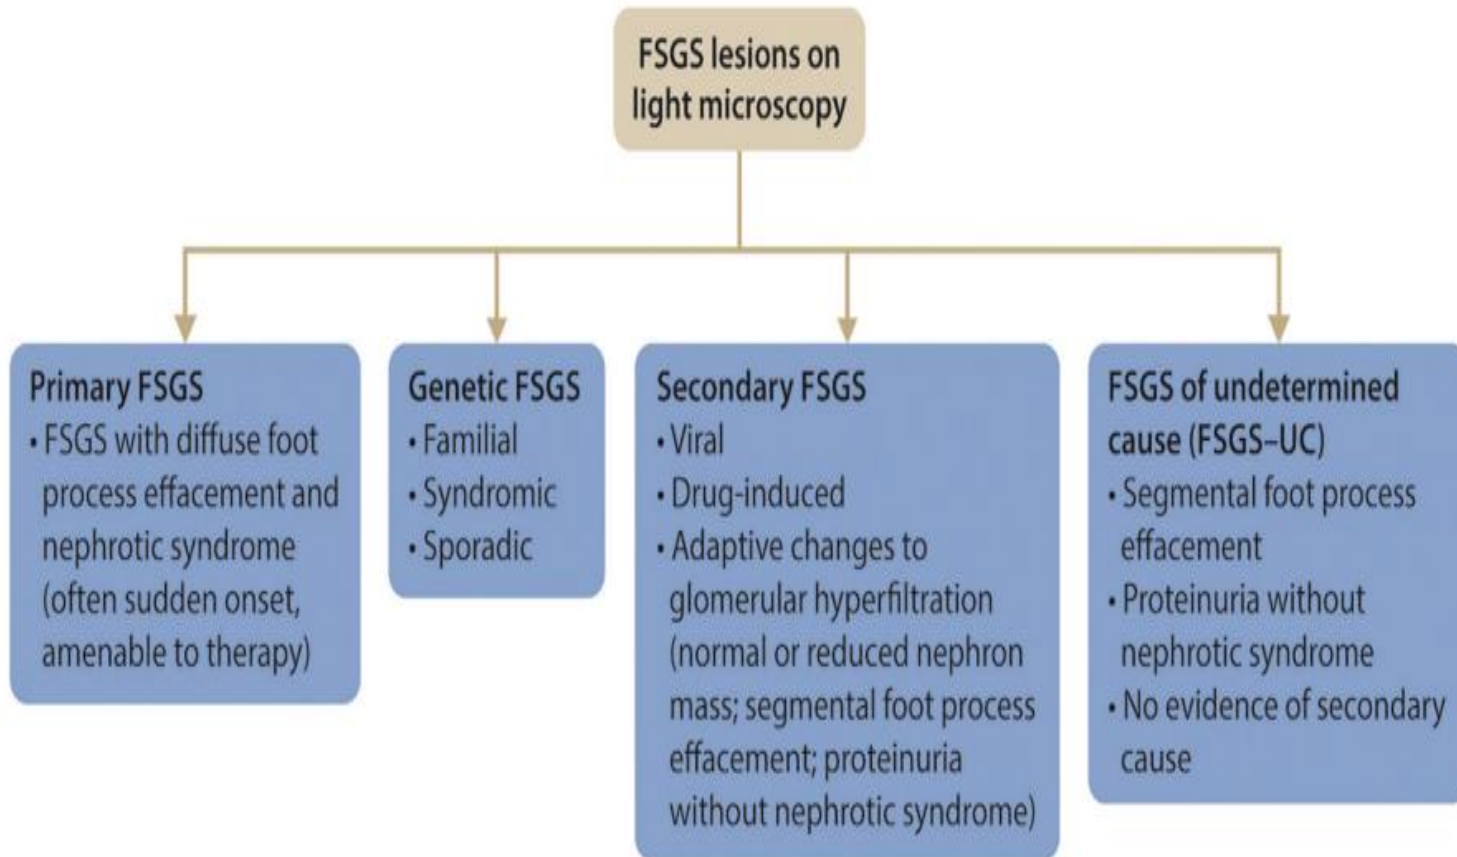 FSGS lesions on
light microscopy
Primary FSGS
• FSGS with diffuse foot
process effacement and
nephrotic syndrome
(often sudden onset,
amenable to therapy)
Genetic FSGS
• Familial
• Syndromic
• Sporadic
Secondary FSGS
• Viral
• Drug-induced
• Adaptive changes to
glomerular hyperfiltration
(normal or reduced nephron
mass; segmental foot process
effacement; proteinuria
without nephrotic syndrome)
FSGS of undetermined
cause (FSGS–UC)
• Segmental foot process
effacement
• Proteinuria without
nephrotic syndrome
• No evidence of secondary
cause